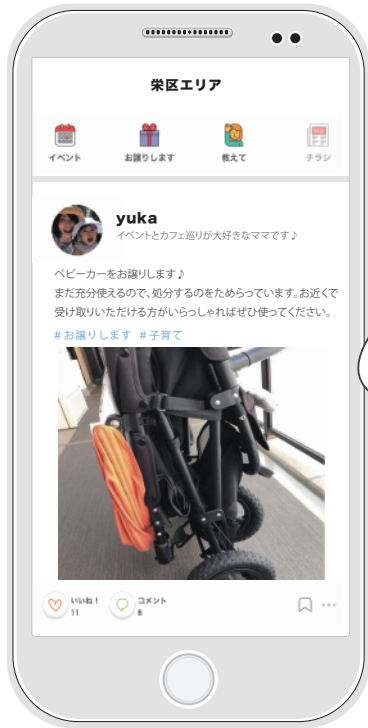 栄区エリア
イベント お譲りします 教えて チラシ
yuka
イベントとカフェ巡りが大好きなママです♪
ベビーカーをお譲りします♪
まだ充分使えるので、処分するのをためらっています。お近くで
受け取りいただける方がいらっしゃればぜひ使ってください。
#お譲りします #子育て
いいね! コメント
11 8